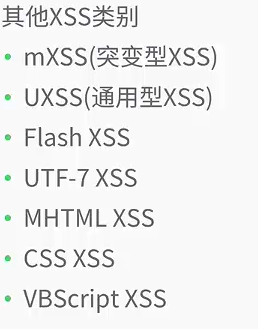 其他XSS类别
• mXSS(突变型XSS)
• UXSS(通用型XSS)
• Flash XSS
• UTF-7 XSS
• MHTML XSS
• CSS XSS
• VBScript XSS